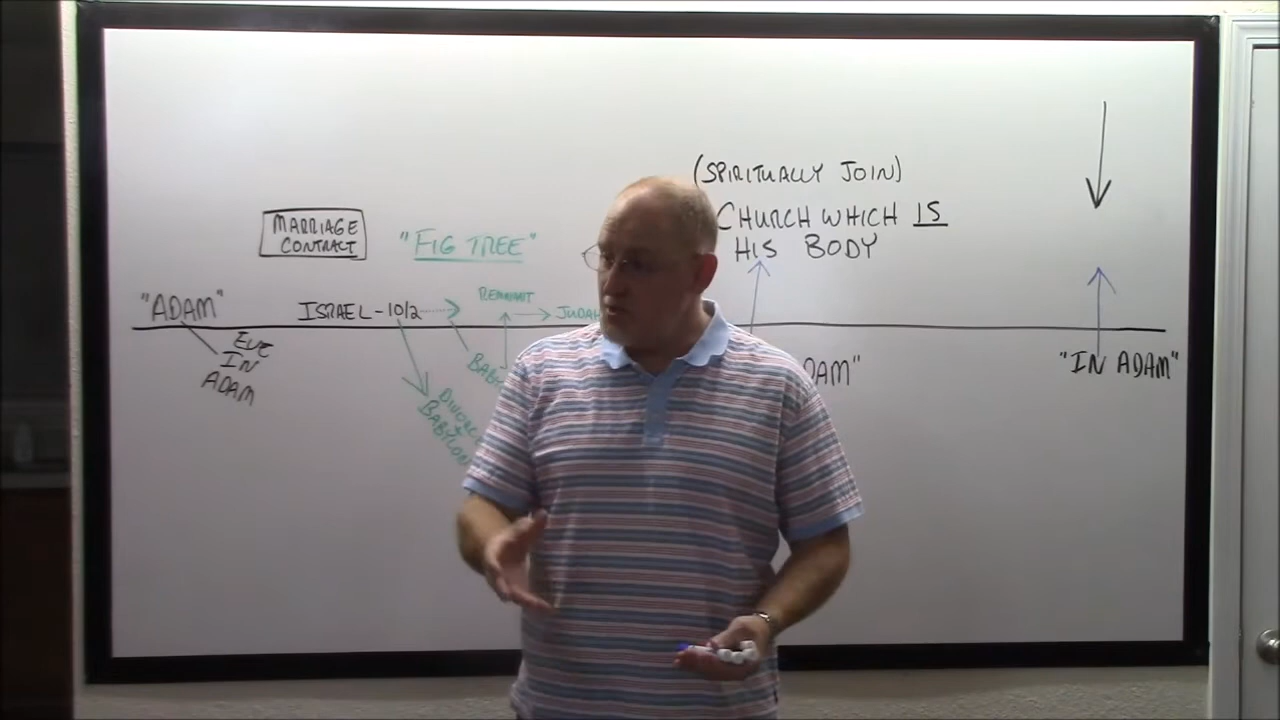 (SPIRITUALLY JOIN)
CHURCH WHICH IS
HIS BODY
MARRIAGE
CONTRACT
"FIG TREE"
"ADAM"
ISRAEL - 10/2
REMNANT
JUDAH
EVE
IN
ADAM
"IN ADAM"
BABYLON